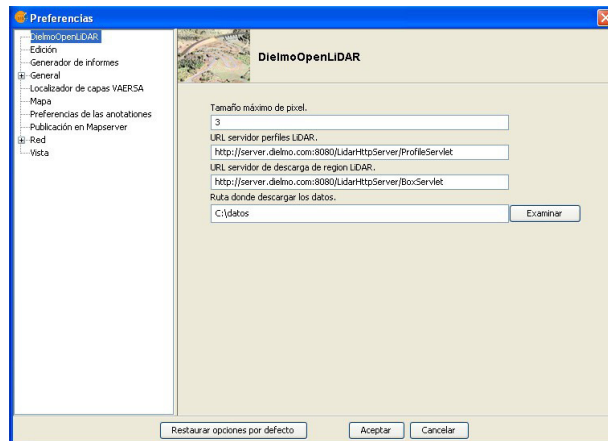 Preferencias
DielmoOpenLiDAR
Edición
Generador de informes
General
Localizador de capas VAERSA
Mapa
Preferencias de las anotationes
Publicación en Mapserver
Red
Vista
DielmoOpenLiDAR
Tamaño máximo de pixel.
3
URL servidor perfiles LiDAR.
http://server.dielmo.com:8080/LidarHttpServer/ProfileServlet
URL servidor de descarga de region LiDAR.
http://server.dielmo.com:8080/LidarHttpServer/BoxServlet
Ruta donde descargar los datos.
C:\datos
Examinar
Restaurar opciones por defecto
Aceptar
Cancelar